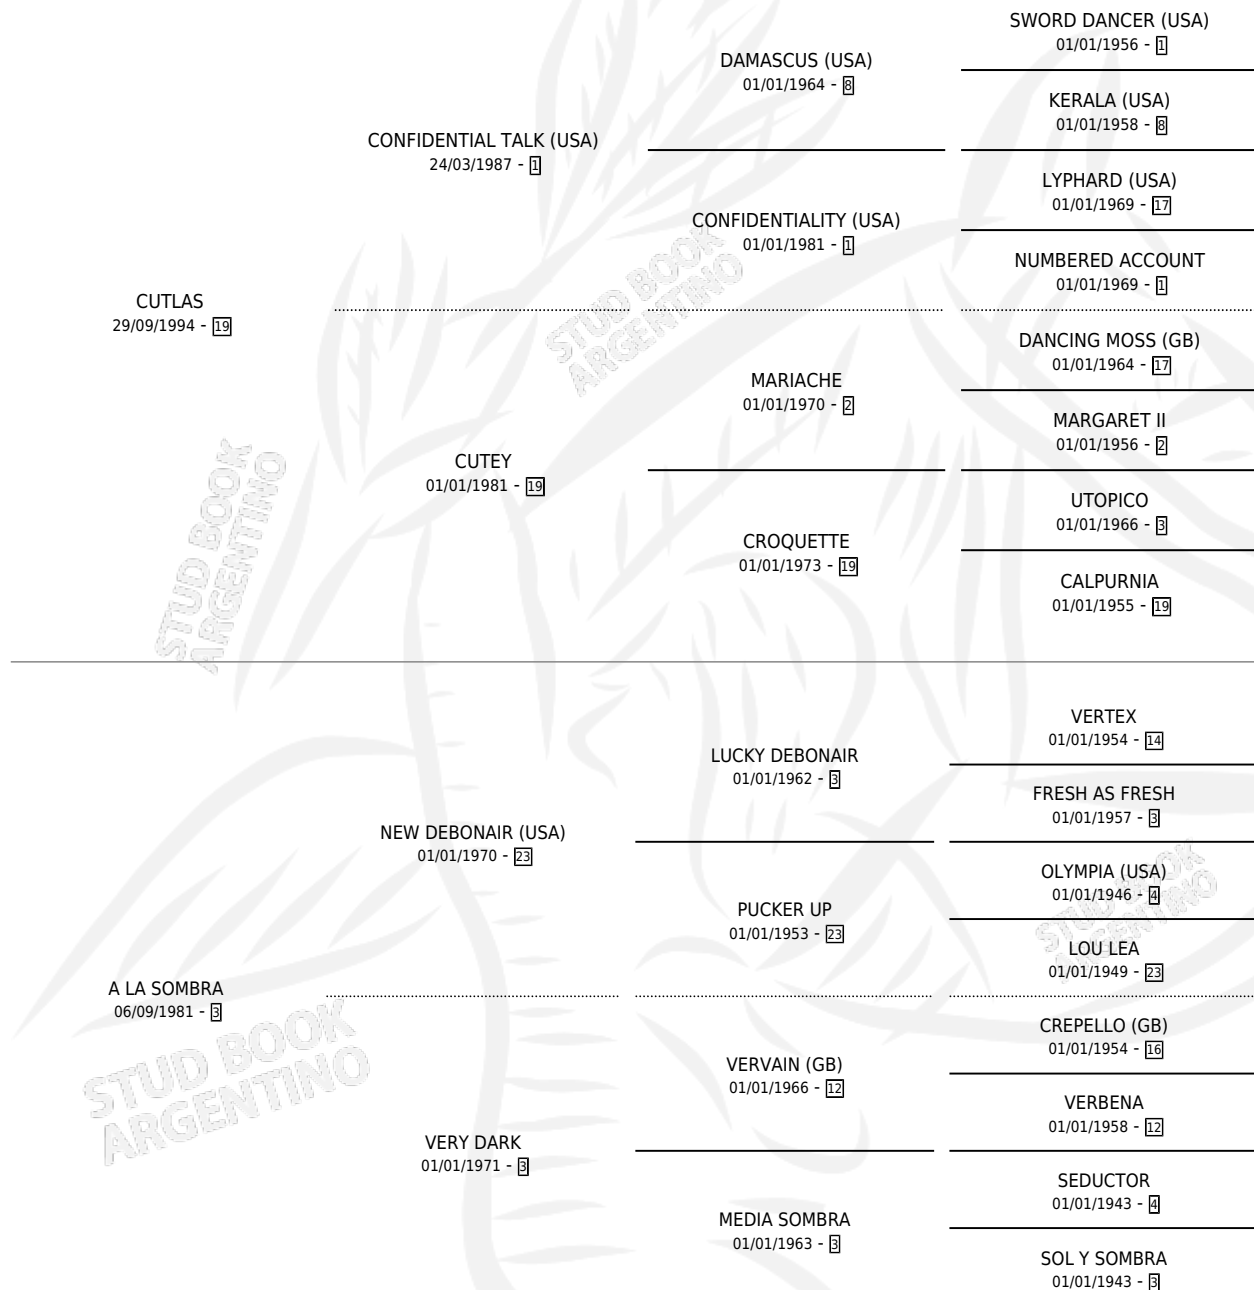 SWORD DANCER (USA)
01/01/1956 - 1
DAMASCUS (USA)
01/01/1964 - 8
KERALA (USA)
01/01/1958 - 8
CONFIDENTIAL TALK (USA)
24/03/1987 - 1
LYPHARD (USA)
01/01/1969 - 17
CONFIDENTIALITY (USA)
01/01/1981 - 1
NUMBERED ACCOUNT
01/01/1969 - 1
CUTLAS
29/09/1994 - 19
DANCING MOSS (GB)
01/01/1964 - 17
MARIACHE
01/01/1970 - 2
MARGARET II
01/01/1956 - 2
CUTEY
01/01/1981 - 19
UTOPICO
01/01/1966 - 3
CROQUETTE
01/01/1973 - 19
CALPURNIA
01/01/1955 - 19
VERTEX
01/01/1954 - 14
LUCKY DEBONAIR
01/01/1962 - 3
FRESH AS FRESH
01/01/1957 - 3
NEW DEBONAIR (USA)
01/01/1970 - 23
OLYMPIA (USA)
01/01/1946 - 4
PUCKER UP
01/01/1953 - 23
LOU LEA
01/01/1949 - 23
A LA SOMBRA
06/09/1981 - 3
CREPELLO (GB)
01/01/1954 - 16
VERVAIN (GB)
01/01/1966 - 12
VERBENA
01/01/1958 - 12
VERY DARK
01/01/1971 - 3
SEDUCTOR
01/01/1943 - 4
MEDIA SOMBRA
01/01/1963 - 3
SOL Y SOMBRA
01/01/1943 - 3
STUD BOOK
ARGENTINO
STUD BOOK
ARGENTINO
STUD BOOK
ARGENTINO
STUD BOOK
ARGENTINO